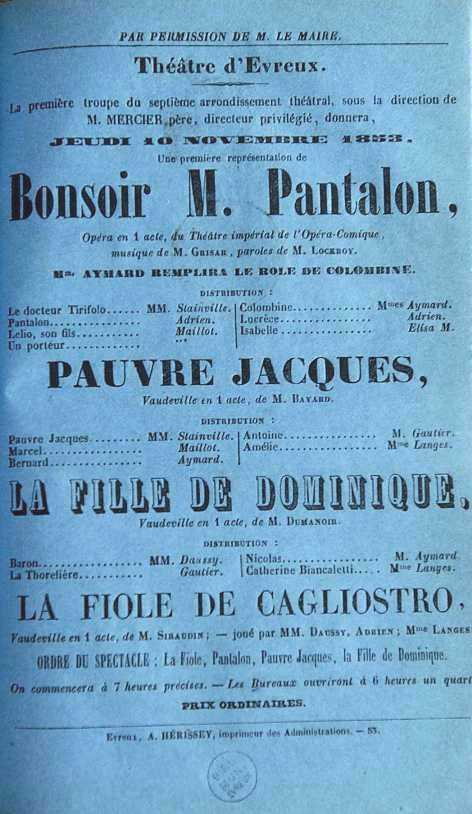 PAR PERMISSION DE M. LE MAIRE.
Théâtre d'Evreux.
La première troupe du septième arrondissement théâtral, sous la direction de
M. MERCIER père, directeur privilégié, donnera,
JEUDI 10 NOVEMBRE 1853.
Une première représentation de
Bonsoir M. Pantalon,
Opéra en 1 acte, du Théâtre impérial de l'Opéra-Comique,
musique de M. GRISAR, paroles de M. LOCKROY.
Mme AYMARD REMPLIRA LE ROLE DE COLOMBINE.
DISTRIBUTION :
Le docteur Tirifolo..... MM. Stainville. Colombine............ Mmes Aymard.
Pantalon............... Adrien. Lucrèce.............. Adrien.
Lelio, son fils........... Maillot. Isabelle ............. Elisa M.
Un porteur............. ...
PAUVRE JACQUES,
Vaudeville en 1 acte, de M. BAYARD.
DISTRIBUTION :
Pauvre Jacques........ MM. Stainville. Antoine.............. M. Gautier.
Marcel................ Maillot. Amélie............... Mme Langes.
Bernard............... Aymard.
LA FILLE DE DOMINIQUE,
Vaudeville en 1 acte, de M. DUMANOIR.
DISTRIBUTION :
Baron................. MM. Daussy. Nicolas............... M. Aymard.
La Thorelière........... Gautier. Catherine Biancaletti.... Mme Langes.
LA FIOLE DE CAGLIOSTRO,
Vaudeville en 1 acte, de M. SIRAUDIN; — joué par MM. DAUSSY, ADRIEN; Mme LANGES
ORDRE DU SPECTACLE : La Fiole, Pantalon, Pauvre Jacques, la Fille de Dominique.
On commencera à 7 heures précises. — Les Bureaux ouvriront à 6 heures un quart
PRIX ORDINAIRES.
Evreux, A. HÉRISSEY, imprimeur des Administrations. — 53.